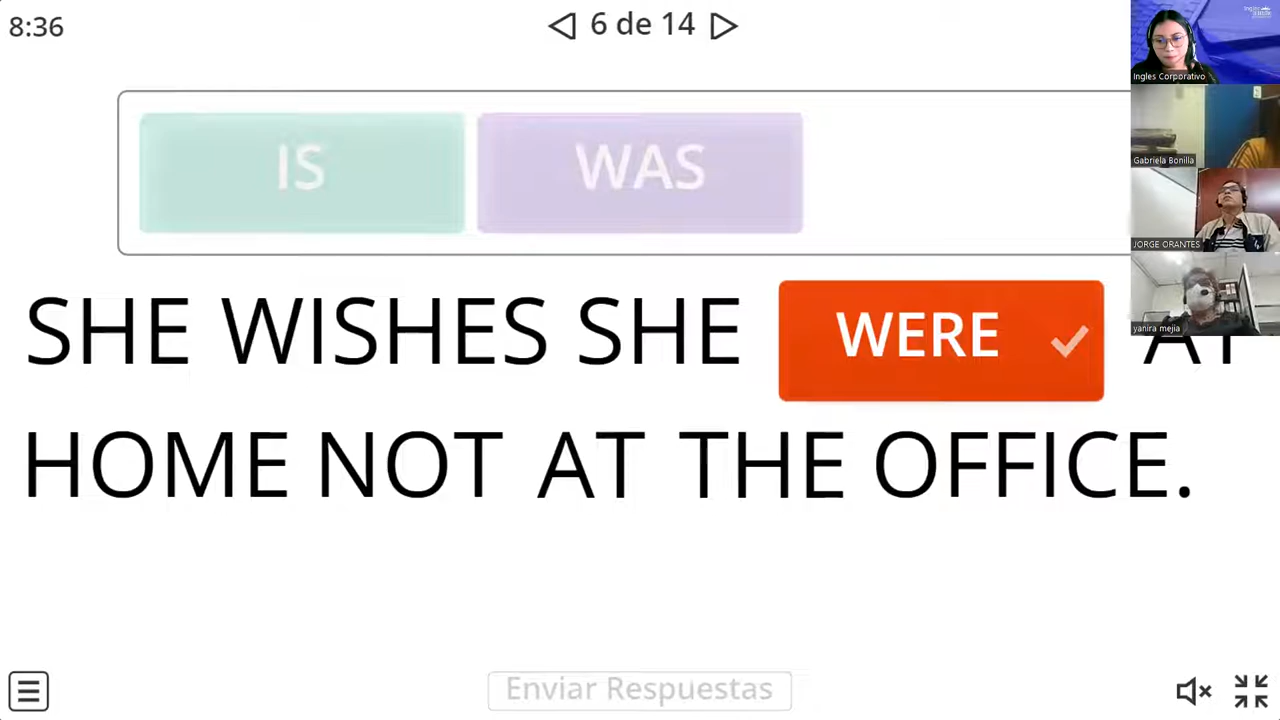 8:36
6 de 14
IS
WAS
Ingles Corporativo
Gabriela Bonilla
JORGE ORANTES
yanira mejia
SHE WISHES SHE WERE AT
HOME NOT AT THE OFFICE.
Enviar Respuestas